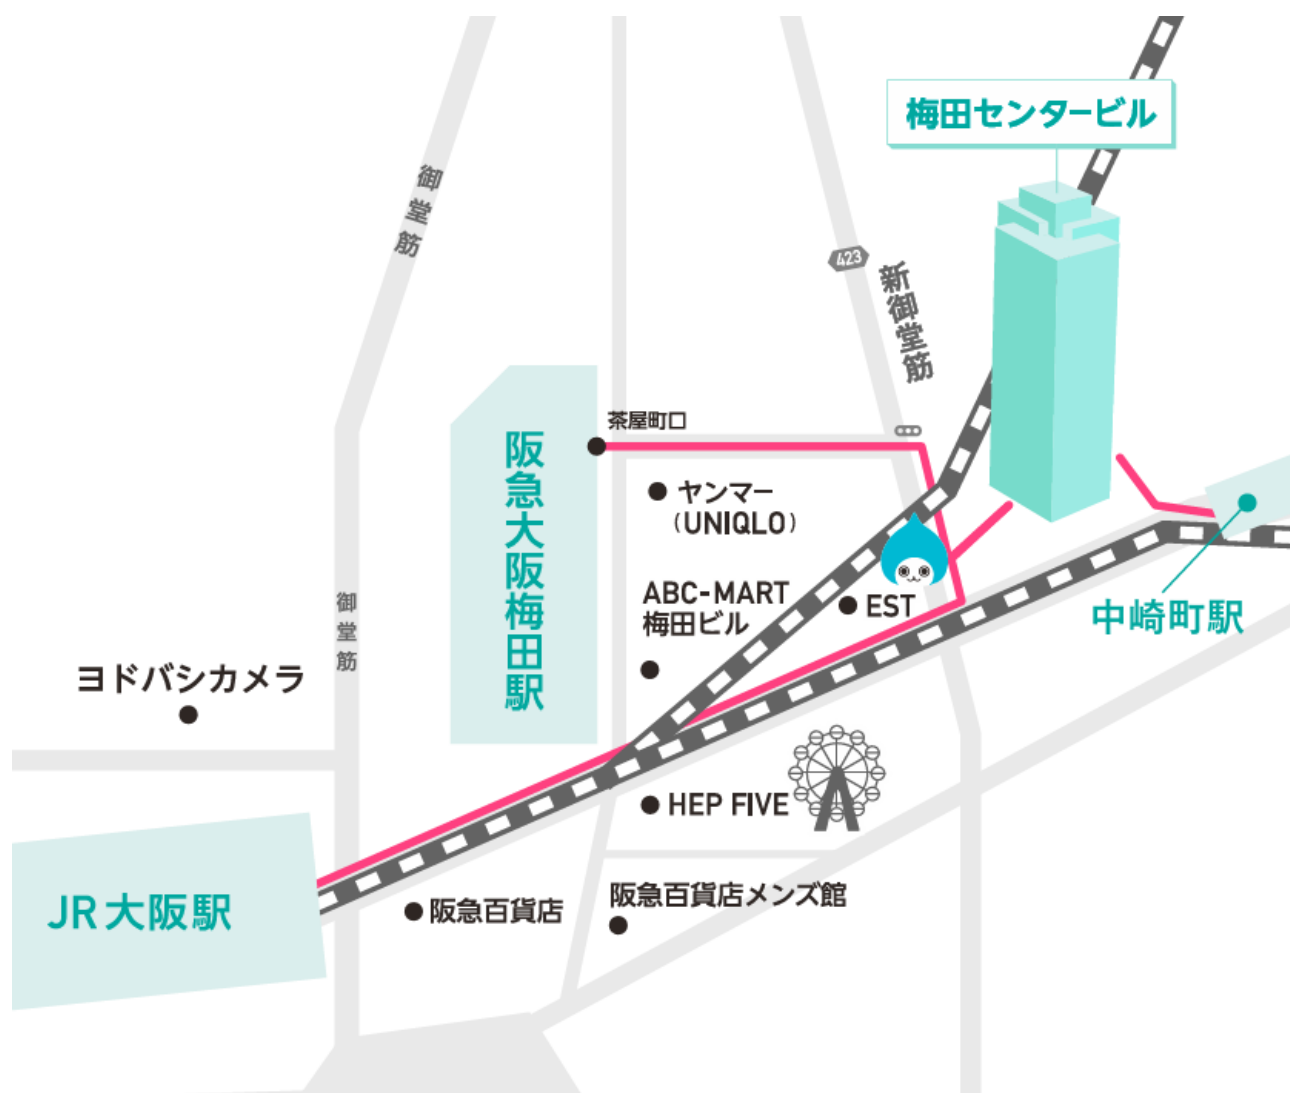 梅田センタービル
御堂筋
423
新御堂筋
茶屋町口
阪急大阪梅田駅
ヤンマー
(UNIQLO)
ABC-MART
梅田ビル
EST
御堂筋
中崎町駅
ヨドバシカメラ
HEP FIVE
JR大阪駅
阪急百貨店
阪急百貨店メンズ館